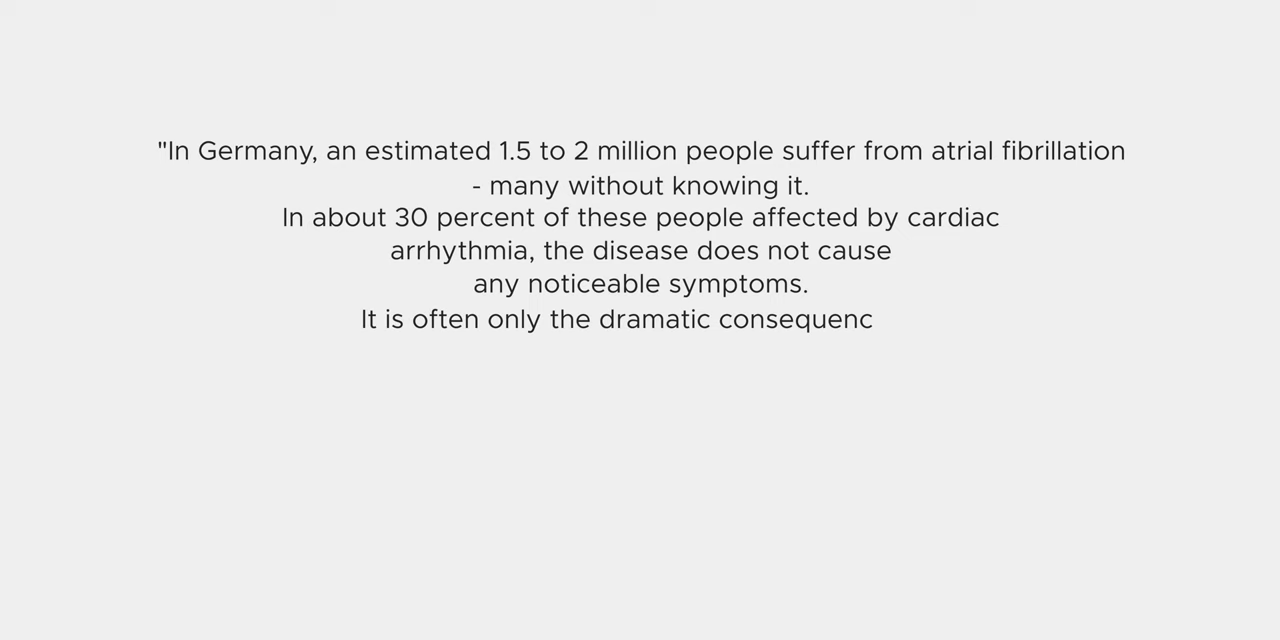 "In Germany, an estimated 1.5 to 2 million people suffer from atrial fibrillation
- many without knowing it.
In about 30 percent of these people affected by cardiac
arrhythmia, the disease does not cause
any noticeable symptoms.
It is often only the dramatic consequenc